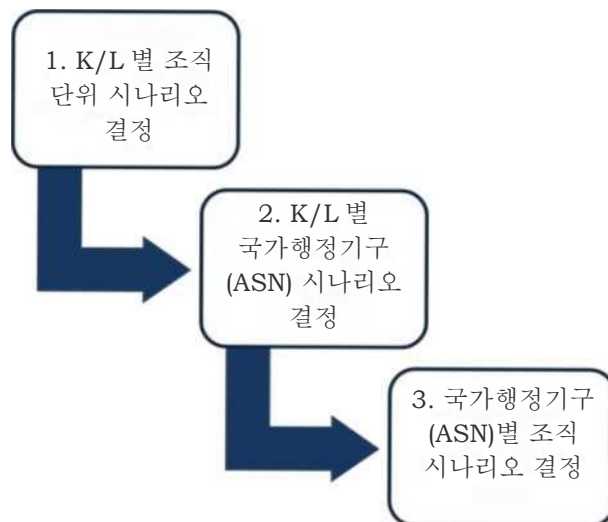 1. K/L 별 조직
단위 시나리오
결정
2. K/L 별
국가행정기구
(ASN) 시나리오
결정
3. 국가행정기구
(ASN)별 조직
시나리오 결정